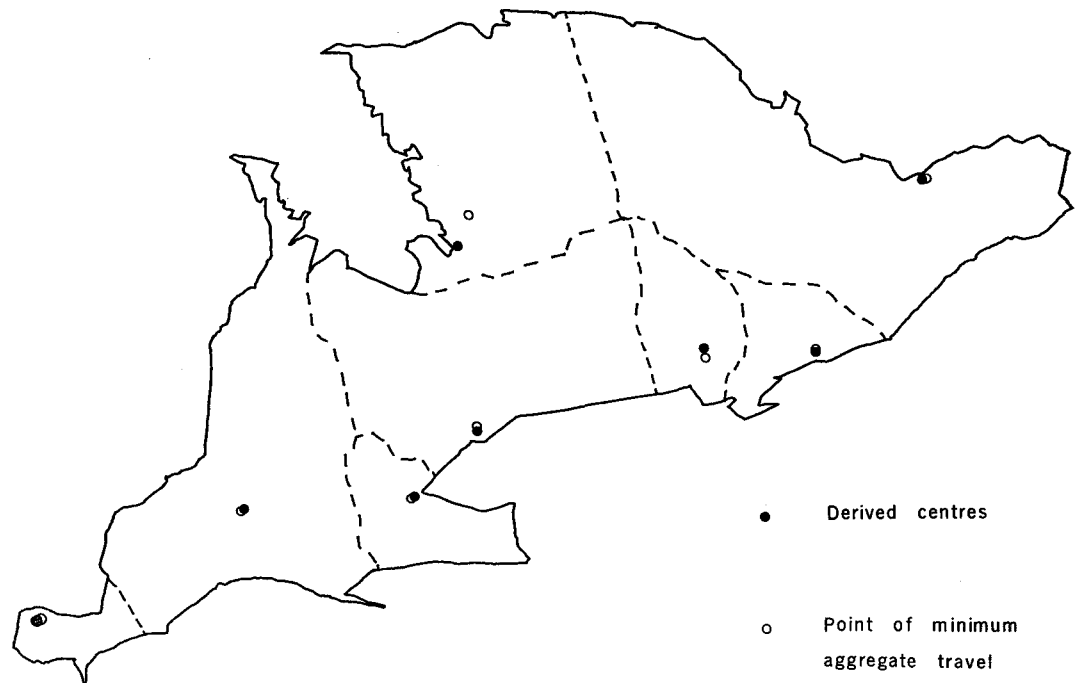 Derived centres
Point of minimum
aggregate travel